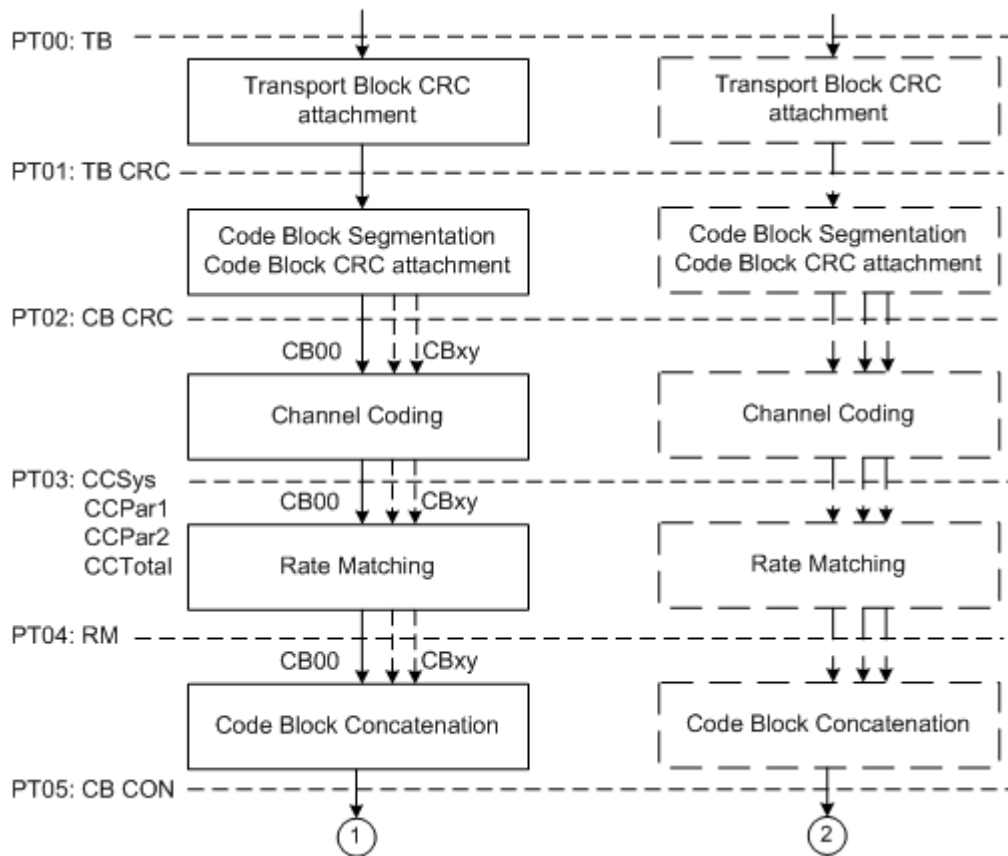 PT00: TB
Transport Block CRC
attachment
Transport Block CRC
attachment
PT01: TB CRC
Code Block Segmentation
Code Block CRC attachment
Code Block Segmentation
Code Block CRC attachment
PT02: CB CRC
CB00
CBxy
Channel Coding
Channel Coding
PT03: CCSys
CCPar1
CCPar2
CCTotal
CB00
CBxy
Rate Matching
Rate Matching
PT04: RM
CB00
CBxy
Code Block Concatenation
Code Block Concatenation
PT05: CB CON
1
2